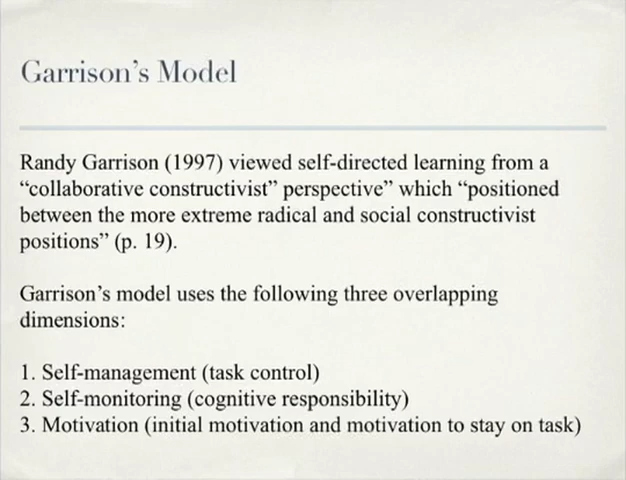 Garrison’s Model
Randy Garrison (1997) viewed self-directed learning from a
“collaborative constructivist” perspective” which “positioned
between the more extreme radical and social constructivist
positions” (p. 19).
Garrison’s model uses the following three overlapping
dimensions:
1. Self-management (task control)
2. Self-monitoring (cognitive responsibility)
3. Motivation (initial motivation and motivation to stay on task)